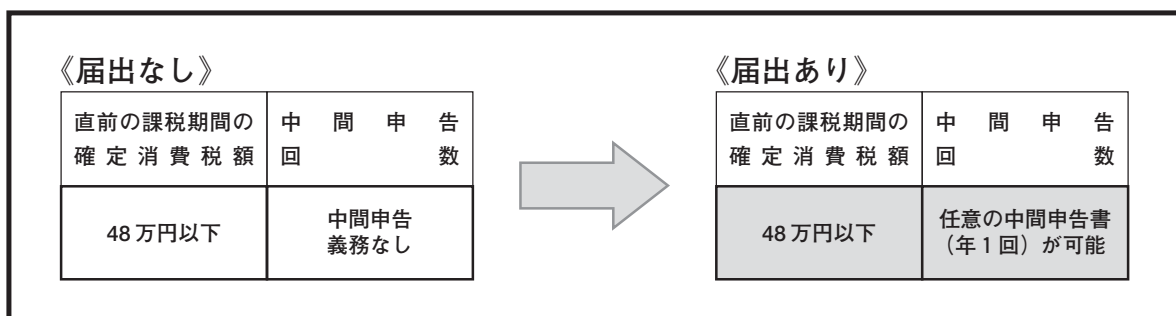 《届出なし》
直前の課税期間の
確定消費税額
中間申告
回数
48万円以下
中間申告
義務なし
《届出あり》
直前の課税期間の
確定消費税額
中間申告
回数
48万円以下
任意の中間申告書
(年1回)が可能